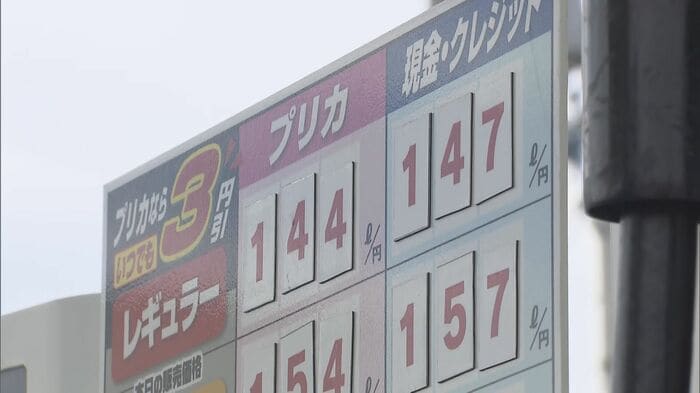 プリカなら
いつでも
3円引
プリカ
現金・クレジット
レギュラー
144
ℓ/円
147
ℓ/円
本日の販売価格
154
ℓ/
157
ℓ/円